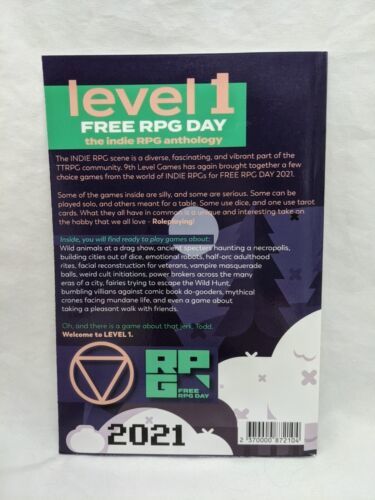 level 1
FREE RPG DAY
the indie RPG anthology
The INDIE RPG scene is a diverse, fascinating, and vibrant part of the
TTRPG community. 9th Level Games has again brought together a few
choice games from the world of INDIE RPGs for FREE RPG DAY 2021.
Some of the games inside are silly, and some are serious. Some can be
played solo, and others meant for a table. Some use dice, and one use tarot
cards. What they all have in common is a unique and interesting take on
the hobby that we all love - Roleplaying!
Inside, you will find ready to play games about:
Wild animals at a drag show, ancient specters haunting a necropolis,
building cities out of dice, emotional robots, half-orc adulthood
rites, facial reconstruction for veterans, vampire masquerade
balls, weird cult initiations, power brokers across the many
eras of a city, fairies trying to escape the Wild Hunt,
bumbling villians against comic book do-gooders, mythical
crones facing mundane life, and even a game about
taking a pleasant walk with friends.
Oh, and there is a game about that jerk, Todd.
Welcome to LEVEL 1.
RP
G FREE
RPG DAY
2021
2 370000 872104